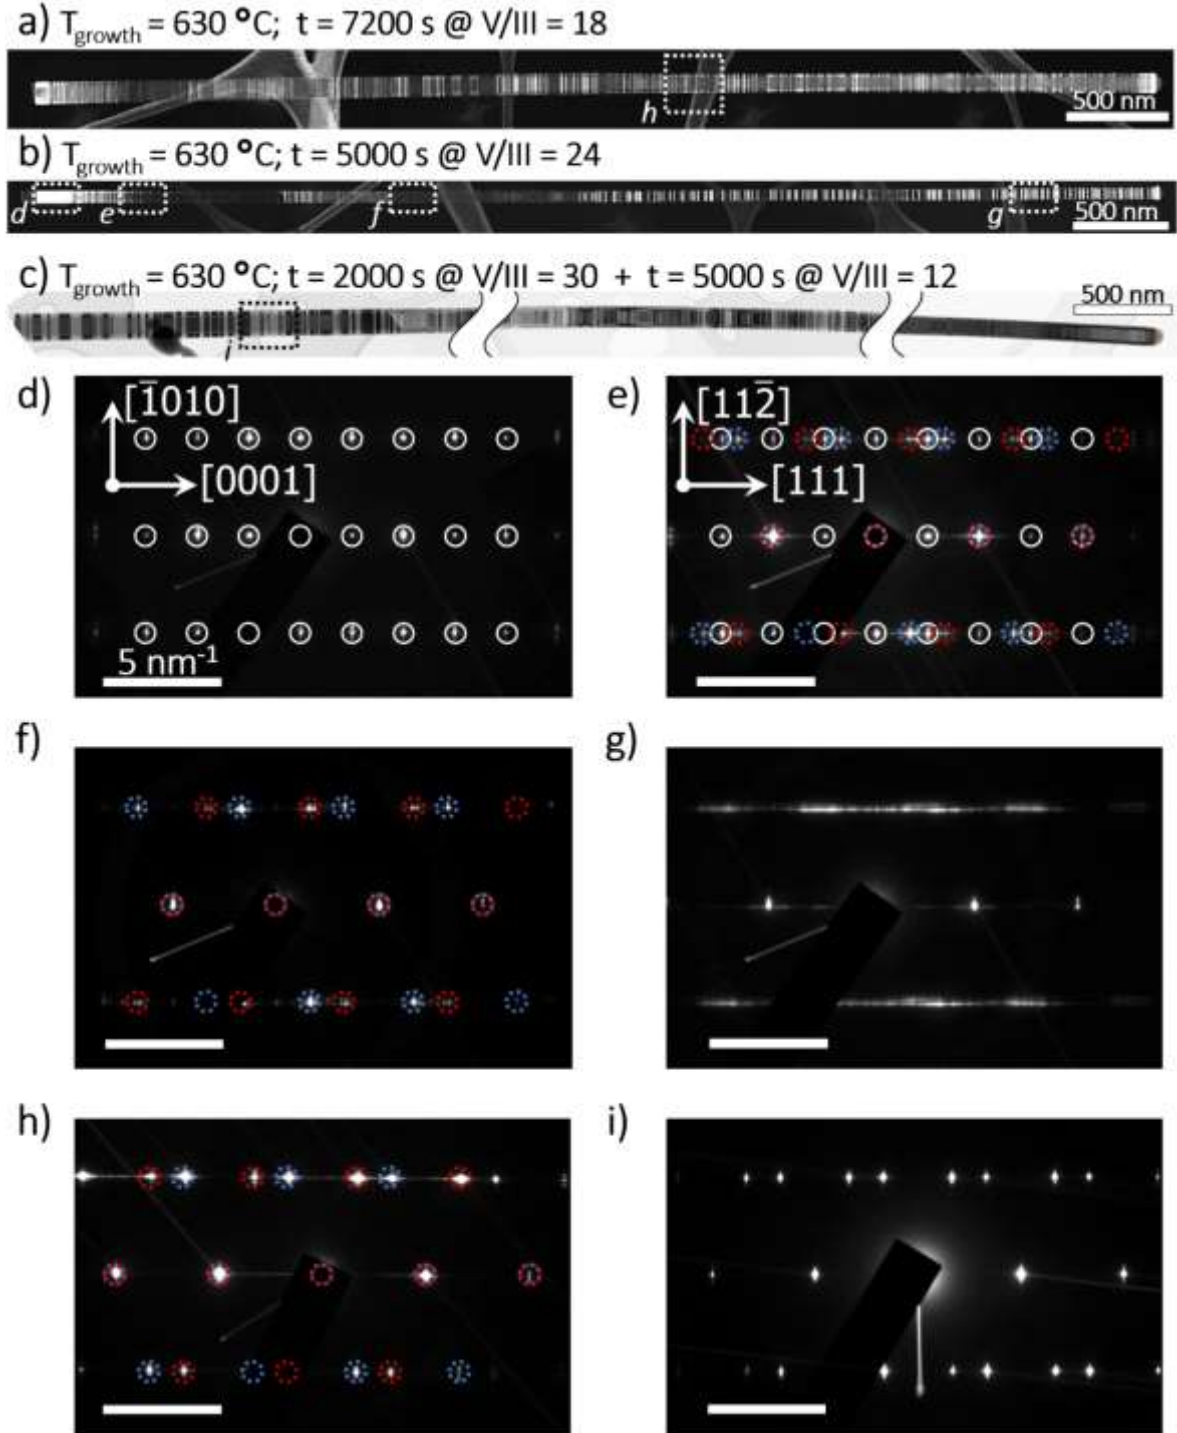 a) T_growth = 630 °C; t = 7200 s @ V/III = 18
h
500 nm
b) T_growth = 630 °C; t = 5000 s @ V/III = 24
d e f g
500 nm
c) T_growth = 630 °C; t = 2000 s @ V/III = 30 + t = 5000 s @ V/III = 12
500 nm
i
d) e)
[1̅010] [112̅]
[0001] [111]
5 nm⁻¹
f) g)
h) i)